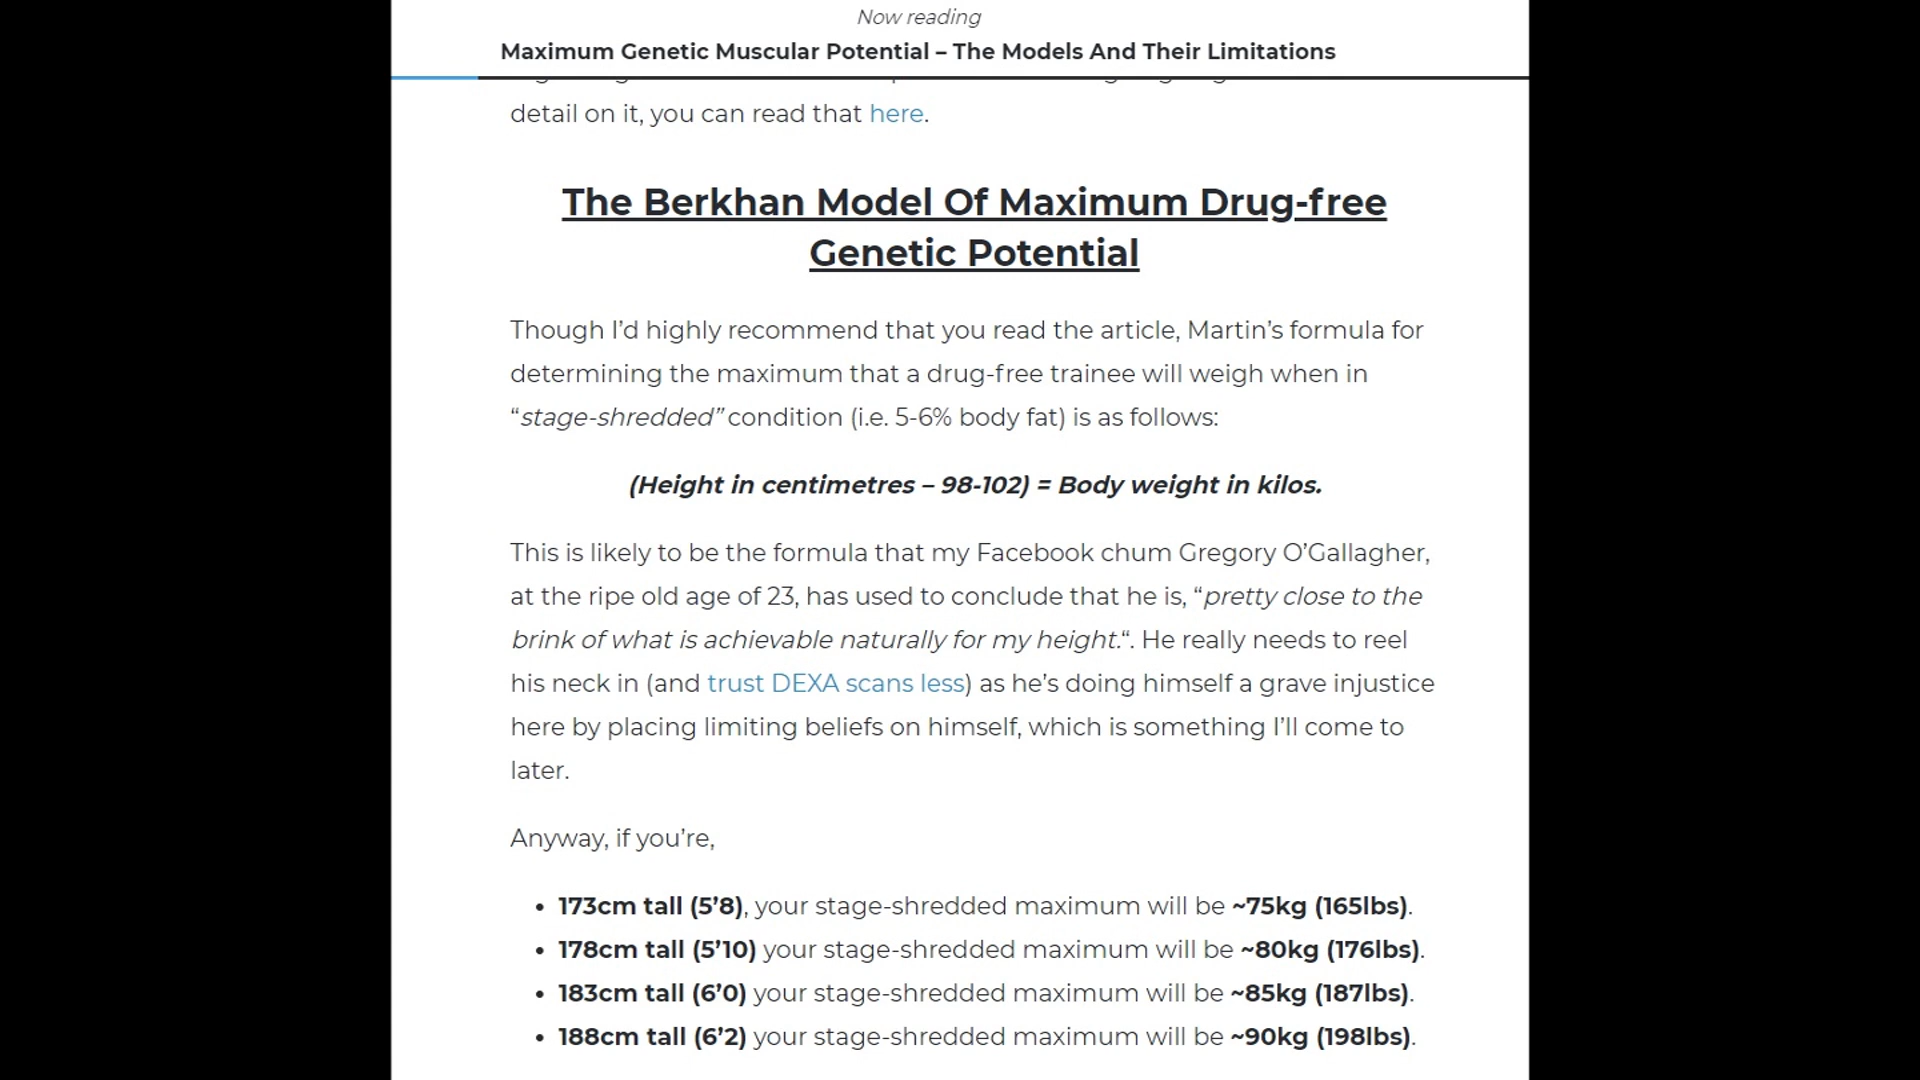 Now reading
Maximum Genetic Muscular Potential – The Models And Their Limitations
detail on it, you can read that here.
The Berkhan Model Of Maximum Drug-free
Genetic Potential
Though I’d highly recommend that you read the article, Martin’s formula for
determining the maximum that a drug-free trainee will weigh when in
“stage-shredded” condition (i.e. 5-6% body fat) is as follows:
(Height in centimetres – 98-102) = Body weight in kilos.
This is likely to be the formula that my Facebook chum Gregory O’Gallagher,
at the ripe old age of 23, has used to conclude that he is, “pretty close to the
brink of what is achievable naturally for my height.“. He really needs to reel
his neck in (and trust DEXA scans less) as he’s doing himself a grave injustice
here by placing limiting beliefs on himself, which is something I’ll come to
later.
Anyway, if you’re,
• 173cm tall (5’8), your stage-shredded maximum will be ~75kg (165lbs).
• 178cm tall (5’10) your stage-shredded maximum will be ~80kg (176lbs).
• 183cm tall (6’0) your stage-shredded maximum will be ~85kg (187lbs).
• 188cm tall (6’2) your stage-shredded maximum will be ~90kg (198lbs).